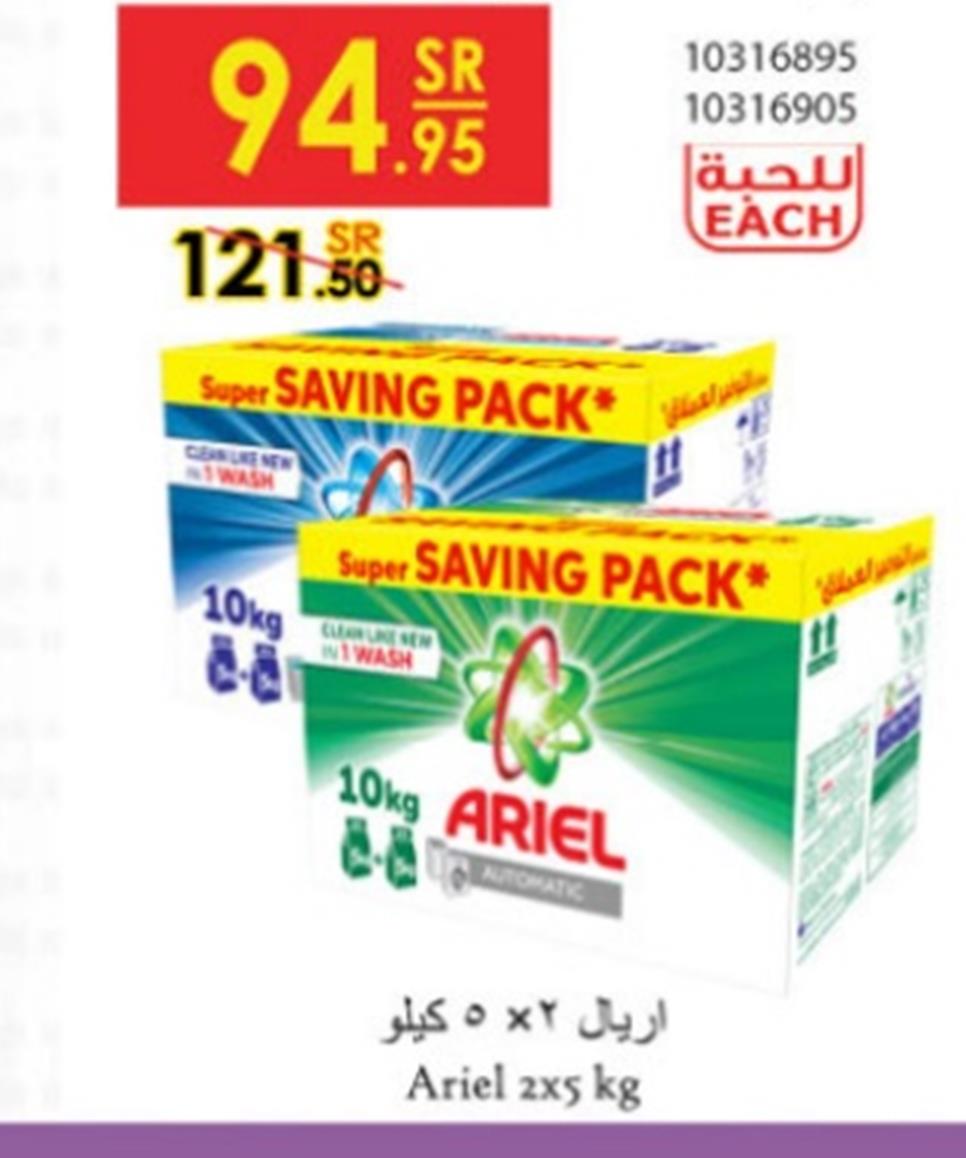 94.95 SR
10316895
10316905
للحبة
EACH
121.50 SR
Super SAVING PACK*
CLEAN LIKE NEW
IN 1 WASH
10kg
Super SAVING PACK*
CLEAN LIKE NEW
IN 1 WASH
10kg
ARIEL
AUTOMATIC
اريال ٢× ٥ كيلو
Ariel 2x5 kg